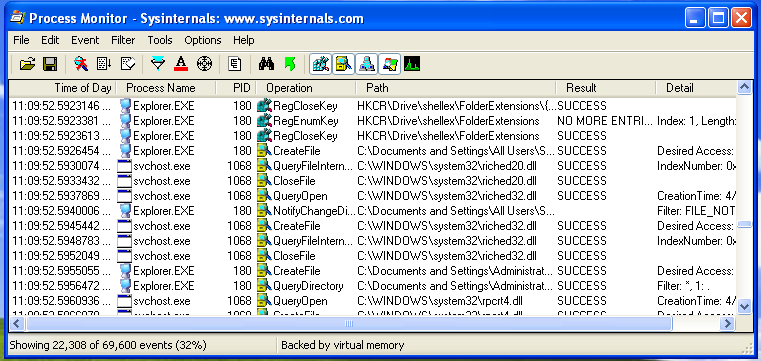 Process Monitor - Sysinternals: www.sysinternals.com
File Edit Event Filter Tools Options Help
Time of Day Process Name PID Operation Path Result Detail
11:09:52.5923146 ... Explorer.EXE 180 RegCloseKey HKCR\Drive\shellex\FolderExtensions\{... SUCCESS
11:09:52.5923381 ... Explorer.EXE 180 RegEnumKey HKCR\Drive\shellex\FolderExtensions NO MORE ENTRI... Index: 1, Length:
11:09:52.5923613 ... Explorer.EXE 180 RegCloseKey HKCR\Drive\shellex\FolderExtensions SUCCESS
11:09:52.5926454 ... Explorer.EXE 180 CreateFile C:\Documents and Settings\All Users\S... SUCCESS Desired Access:
11:09:52.5930074 ... svchost.exe 1068 QueryFileIntern... C:\WINDOWS\system32\riched20.dll SUCCESS IndexNumber: 0x
11:09:52.5933432 ... svchost.exe 1068 CloseFile C:\WINDOWS\system32\riched20.dll SUCCESS
11:09:52.5937869 ... svchost.exe 1068 QueryOpen C:\WINDOWS\system32\riched32.dll SUCCESS CreationTime: 4/
11:09:52.5940006 ... Explorer.EXE 180 NotifyChangeDi... C:\Documents and Settings\All Users\S... Filter: FILE_NOT
11:09:52.5945442 ... svchost.exe 1068 CreateFile C:\WINDOWS\system32\riched32.dll SUCCESS Desired Access:
11:09:52.5948783 ... svchost.exe 1068 QueryFileIntern... C:\WINDOWS\system32\riched32.dll SUCCESS IndexNumber: 0x
11:09:52.5952049 ... svchost.exe 1068 CloseFile C:\WINDOWS\system32\riched32.dll SUCCESS
11:09:52.5955055 ... Explorer.EXE 180 CreateFile C:\Documents and Settings\Administrat... SUCCESS Desired Access:
11:09:52.5956472 ... Explorer.EXE 180 QueryDirectory C:\Documents and Settings\Administrat... SUCCESS Filter: *, 1: .
11:09:52.5960936 ... svchost.exe 1068 QueryOpen C:\WINDOWS\system32\rpcrt4.dll SUCCESS CreationTime: 4/
svchost.exe 1068 CreateFile C:\WINDOWS\system32\rpcrt4.dll SUCCESS Desired Access:
Showing 22,308 of 69,600 events (32%) Backed by virtual memory